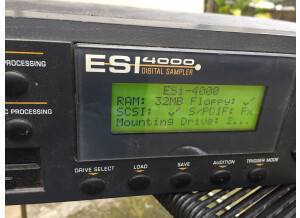 PROCESSING
ESI 4000
DIGITAL SAMPLER
ESi-4000
RAM: 32MB Floppy: ✓
SCSI: ✓ S/PDIF: Fx
Mounting Drive: 2...
C PROCESSING
DRIVE SELECT
LOAD
SAVE
AUDITION
TRIGGER MODE